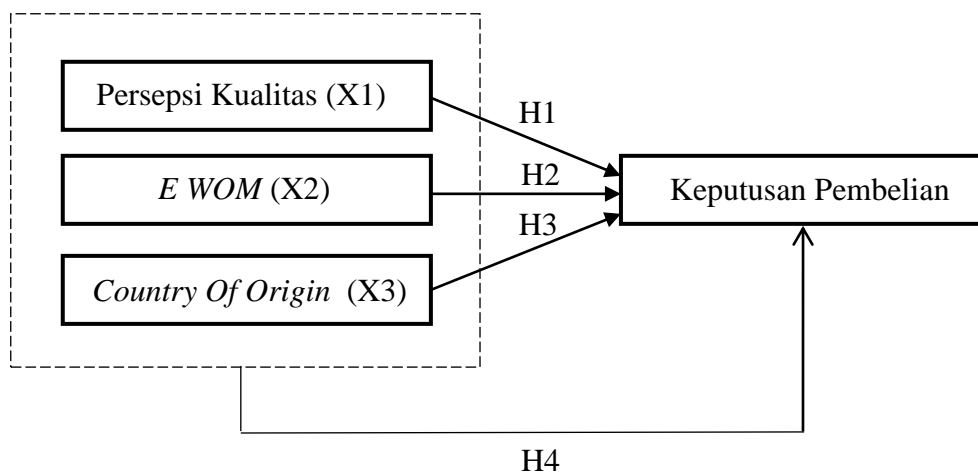 Persepsi Kualitas (X1)
H1
E WOM (X2)
H2
Keputusan Pembelian
H3
Country Of Origin (X3)
H4